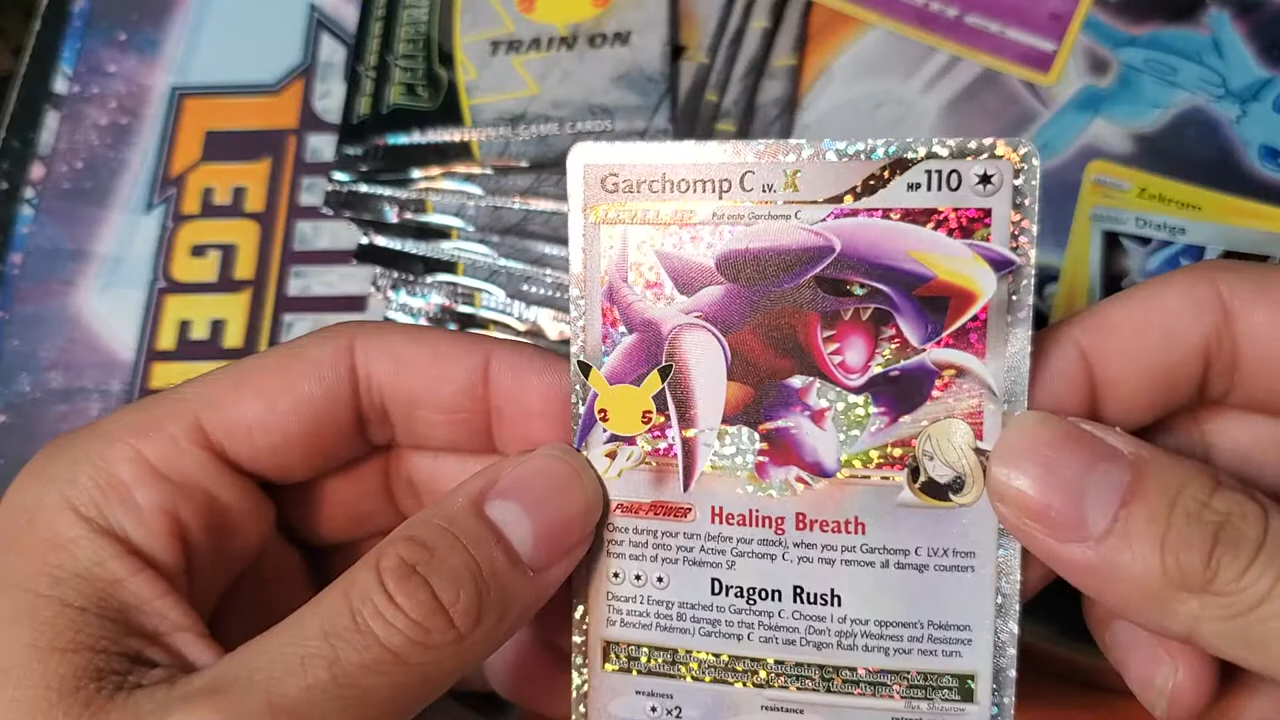 TRAIN ON
ADDITIONAL GAME CARDS
LEGE
Zekrom
Dialga
Garchomp C LV. X
HP 110
Put onto Garchomp C
2 5
SP
Poké-POWER Healing Breath
Once during your turn (before your attack), when you put Garchomp C LV.X from
your hand onto your Active Garchomp C, you may remove all damage counters
from each of your Pokémon SP.
Dragon Rush
Discard 2 Energy attached to Garchomp C. Choose 1 of your opponent's Pokémon.
This attack does 80 damage to that Pokémon. (Don't apply Weakness and Resistance
for Benched Pokémon.) Garchomp C can't use Dragon Rush during your next turn.
Put this card onto your Active Garchomp C. Garchomp C LV. X can
use any attack, Poké-Power, or Poké-Body from its previous Level.
Illus. Shizurow
weakness
×2
resistance